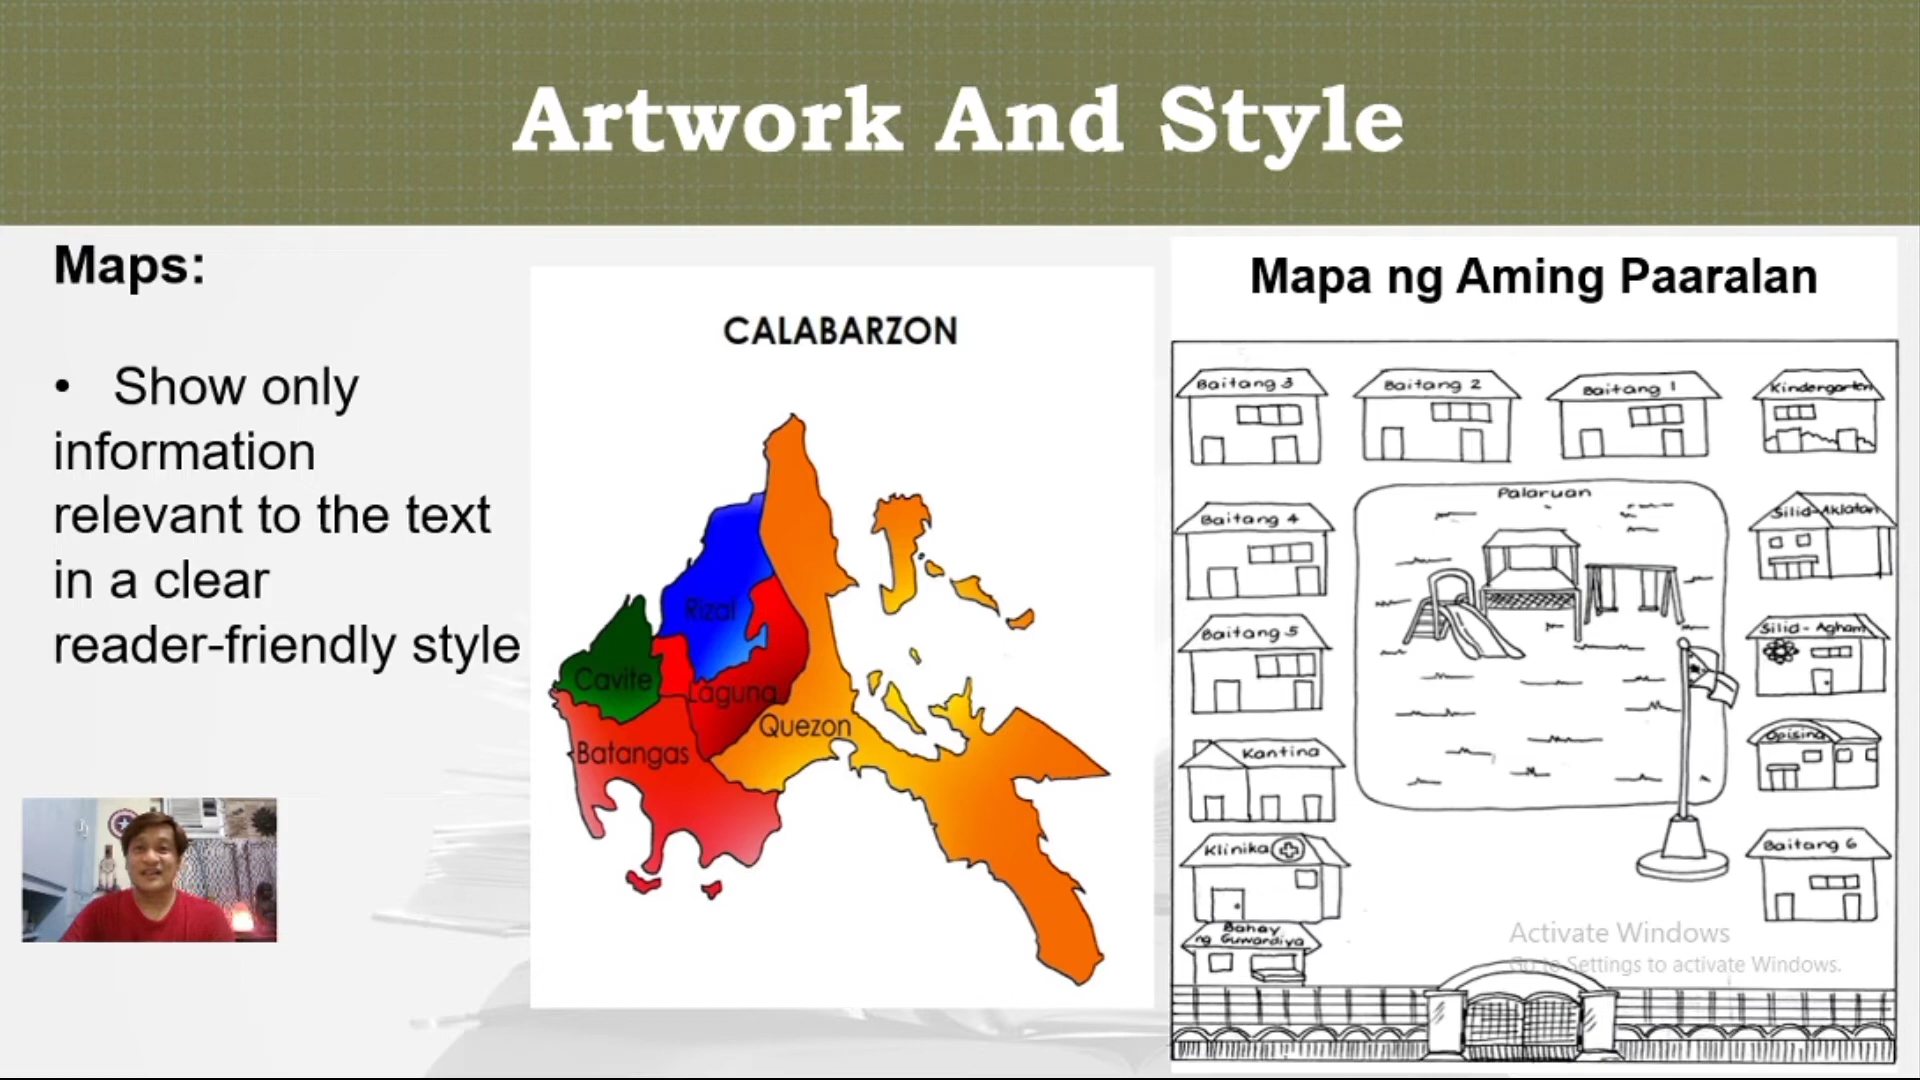 Artwork And Style
Maps:
• Show only
information
relevant to the text
in a clear
reader-friendly style
CALABARZON
Rizal
Cavite
Laguna
Quezon
Batangas
Mapa ng Aming Paaralan
Baitang 3
Baitang 2
Baitang 1
Kindergarten
Palaruan
Baitang 4
Silid-Aklatan
Baitang 5
Silid-Agham
Kantina
Opisina
Klinika
Baitang 6
Bahay
ng Guwardiya
Activate Windows
Go to Settings to activate Windows.